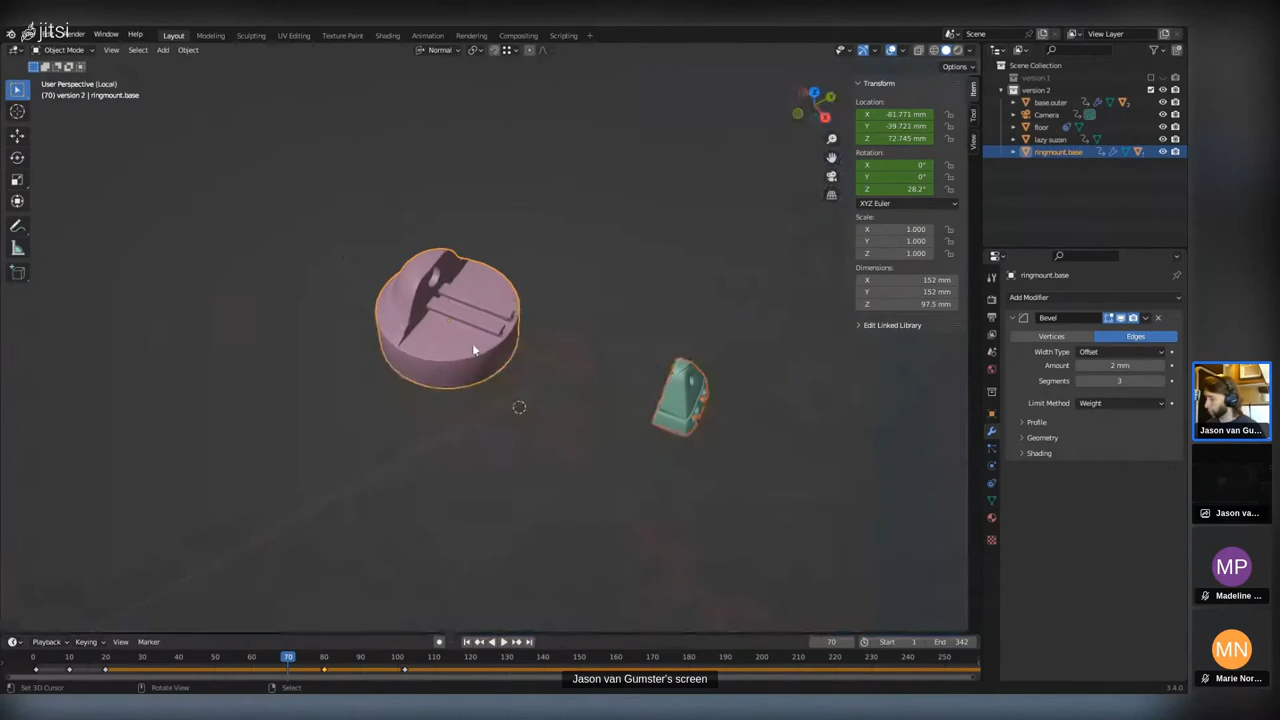 jitsi
Render Window Help Layout Modeling Sculpting UV Editing Texture Paint Shading Animation Rendering Compositing Scripting + Scene View Layer
Object Mode View Select Add Object Normal
Options
User Perspective (Local)
(70) version 2 | ringmount.base
Transform
Location:
X -81.771 mm
Y -39.721 mm
Z 72.745 mm
Rotation:
X 0°
Y 0°
Z 28.2°
XYZ Euler
Scale:
X 1.000
Y 1.000
Z 1.000
Dimensions:
X 152 mm
Y 152 mm
Z 97.5 mm
Edit Linked Library
Item
Tool
View
Z Y X
Scene Collection
version 1
version 2
base.outer 2
Camera
floor
lazy suzan
ringmount.base
ringmount.base
Add Modifier
Bevel
Vertices Edges
Width Type Offset
Amount 2 mm
Segments 3
Limit Method Weight
Profile
Geometry
Shading
Jason van Gu...
Jason va...
MP
Madeline ...
MN
Marie Nor...
Playback Keying View Marker 70 Start 1 End 342
0 10 20 30 40 50 60 70 80 90 100 110 120 130 140 150 160 170 180 190 200 210 220 230 240 250
Jason van Gumster's screen
Set 3D Cursor Rotate View Select 3.4.0